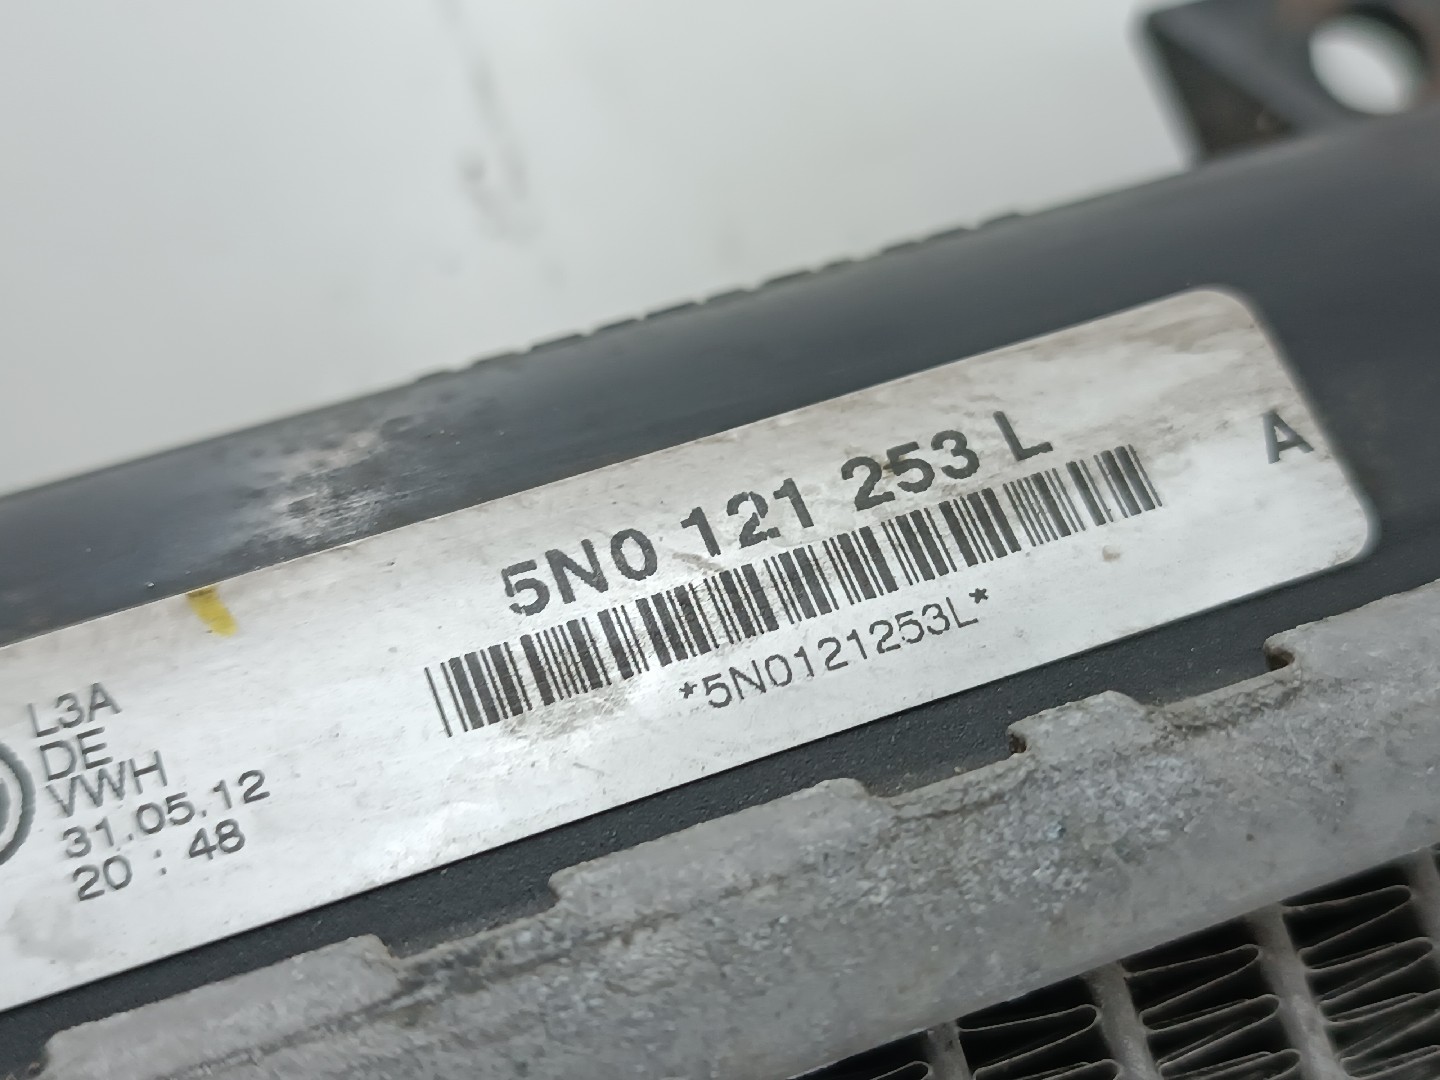 5N0 121 253 L
A
*5N0121253L*
L3A
DE
VWH
31.05.12
20 : 48